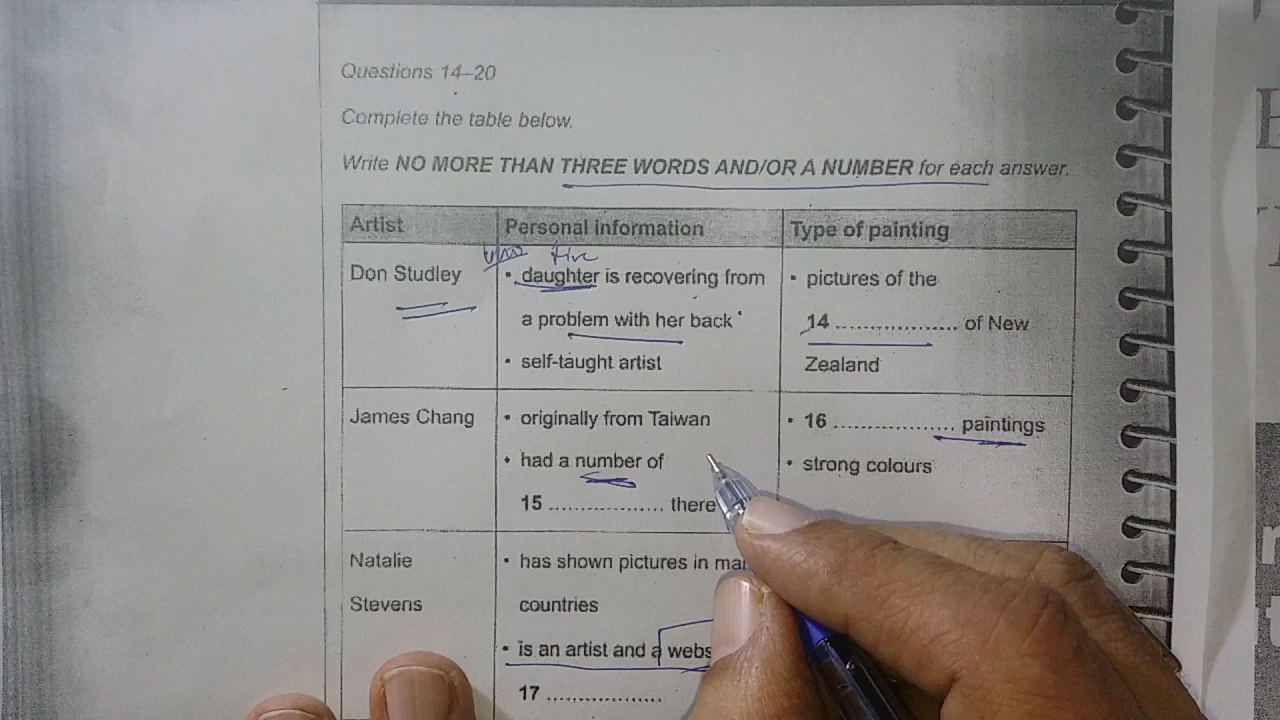 Questions 14–20
Complete the table below.
Write NO MORE THAN THREE WORDS AND/OR A NUMBER for each answer.
Artist Personal information Type of painting
Don Studley • daughter is recovering from • pictures of the
a problem with her back 14 .................... of New
• self-taught artist Zealand
James Chang • originally from Taiwan • 16 .................... paintings
• had a number of • strong colours
15 .................... there
Natalie • has shown pictures in
Stevens countries
• is an artist and a
17 ....................